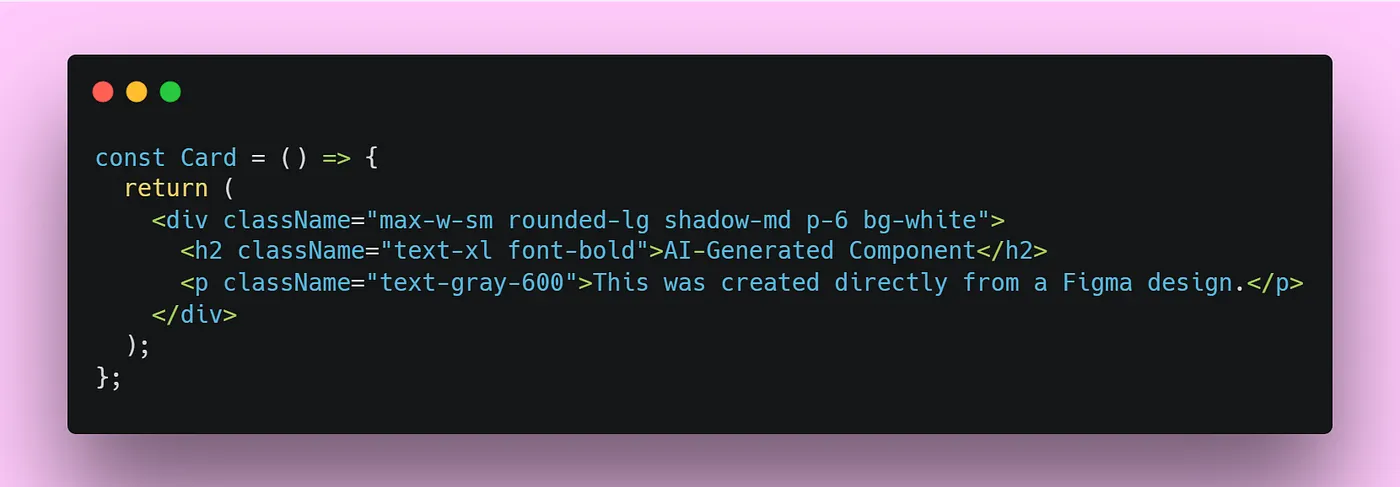 const Card = () => {
  return (
    <div className="max-w-sm rounded-lg shadow-md p-6 bg-white">
      <h2 className="text-xl font-bold">AI-Generated Component</h2>
      <p className="text-gray-600">This was created directly from a Figma design.</p>
    </div>
  );
};